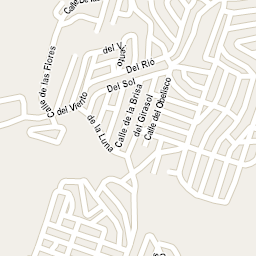 Calle de las Flores
del V
Del Rio
Del Sol
del Viento
de la Luna
Calle de la Brisa
del Girasol
Calle del Obelisco